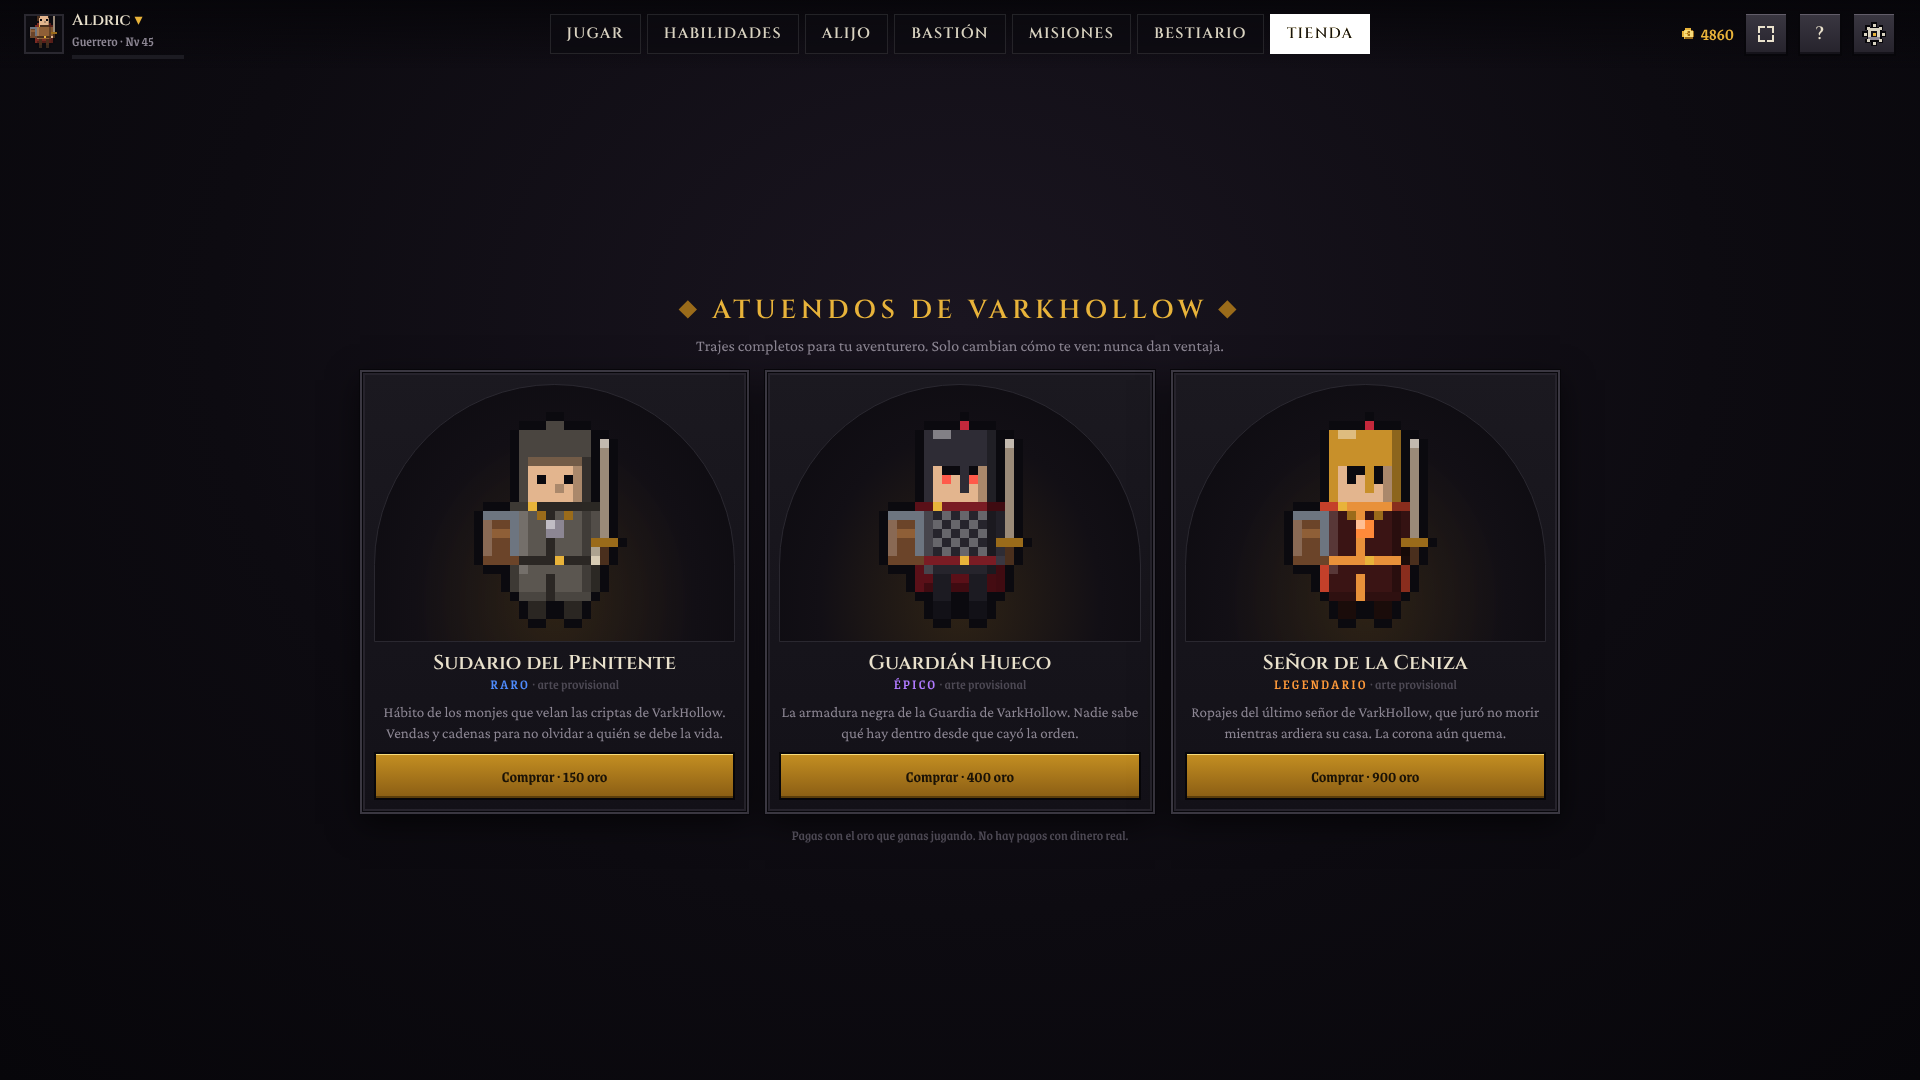 ALDRIC ▼
Guerrero · Nv 45
JUGAR
HABILIDADES
ALIJO
BASTIÓN
MISIONES
BESTIARIO
TIENDA
4860
?
◆ ATUENDOS DE VARKHOLLOW ◆
Trajes completos para tu aventurero. Solo cambian cómo te ven: nunca dan ventaja.
SUDARIO DEL PENITENTE
RARO · arte provisional
Hábito de los monjes que velan las criptas de VarkHollow.
Vendas y cadenas para no olvidar a quién se debe la vida.
Comprar · 150 oro
GUARDIÁN HUECO
ÉPICO · arte provisional
La armadura negra de la Guardia de VarkHollow. Nadie sabe
qué hay dentro desde que cayó la orden.
Comprar · 400 oro
SEÑOR DE LA CENIZA
LEGENDARIO · arte provisional
Ropajes del último señor de VarkHollow, que juró no morir
mientras ardiera su casa. La corona aún quema.
Comprar · 900 oro
Pagas con el oro que ganas jugando. No hay pagos con dinero real.